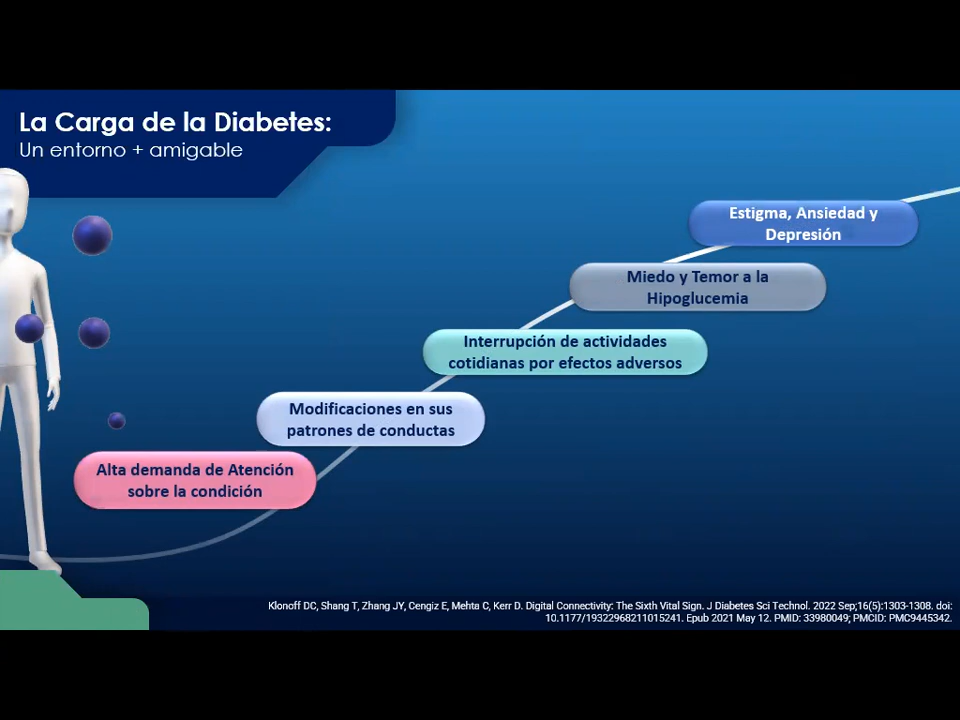 La Carga de la Diabetes:
Un entorno + amigable
Estigma, Ansiedad y
Depresión
Miedo y Temor a la
Hipoglucemia
Interrupción de actividades
cotidianas por efectos adversos
Modificaciones en sus
patrones de conductas
Alta demanda de Atención
sobre la condición
Klonoff DC, Shang T, Zhang JY, Cengiz E, Mehta C, Kerr D. Digital Connectivity: The Sixth Vital Sign. J Diabetes Sci Technol. 2022 Sep;16(5):1303-1308. doi:
10.1177/19322968211015241. Epub 2021 May 12. PMID: 33980049; PMCID: PMC9445342.